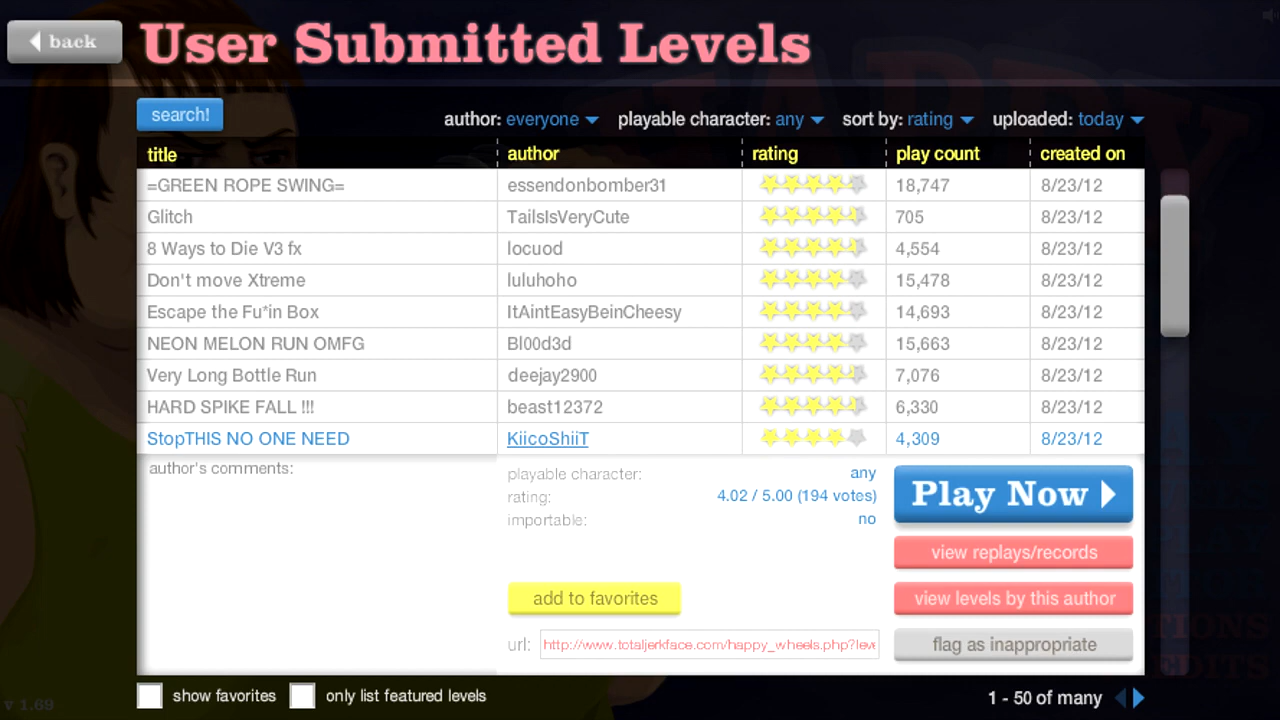 back
User Submitted Levels
search!
author: everyone playable character: any sort by: rating uploaded: today
title author rating play count created on
=GREEN ROPE SWING= essendonbomber31 18,747 8/23/12
Glitch TailsIsVeryCute 705 8/23/12
8 Ways to Die V3 fx locuod 4,554 8/23/12
Don't move Xtreme luluhoho 15,478 8/23/12
Escape the Fu*in Box ItAintEasyBeinCheesy 14,693 8/23/12
NEON MELON RUN OMFG Bl00d3d 15,663 8/23/12
Very Long Bottle Run deejay2900 7,076 8/23/12
HARD SPIKE FALL !!! beast12372 6,330 8/23/12
StopTHIS NO ONE NEED KiicoShiiT 4,309 8/23/12
author's comments:
playable character: any
rating: 4.02 / 5.00 (194 votes)
importable: no
Play Now
view replays/records
add to favorites
view levels by this author
url: http://www.totaljerkface.com/happy_wheels.php?leve
flag as inappropriate
show favorites only list featured levels
1 - 50 of many
v 1.69